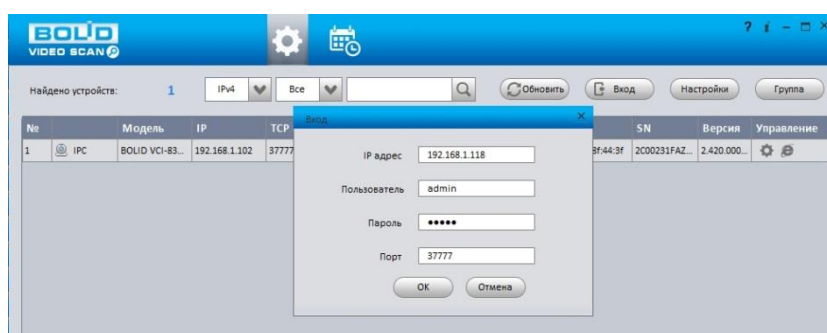 BOLID
VIDEO SCAN
? i
Найдено устройств: 1 IPv4 Все Обновить Вход Настройки Группа
№ Модель IP TCP SN Версия Управление
1 IPC BOLID VCI-83... 192.168.1.102 37777 3f:44:3f 2C00231FAZ... 2.420.000...
Вход
IP адрес 192.168.1.118
Пользователь admin
Пароль •••••
Порт 37777
OK Отмена